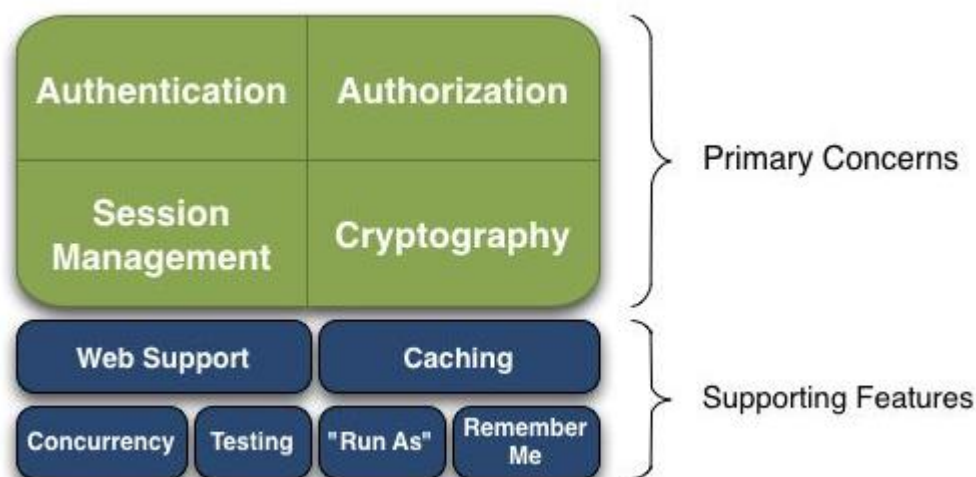 Authentication
Authorization
Primary Concerns
Session
Management
Cryptography
Web Support
Caching
Supporting Features
Concurrency
Testing
"Run As"
Remember
Me